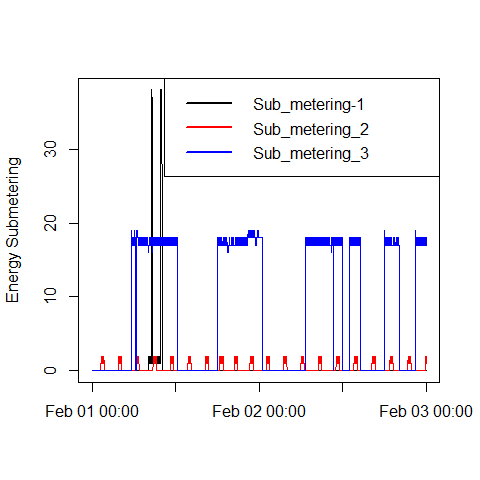 Sub_metering-1
Sub_metering_2
Sub_metering_3
Energy Submetering
30
20
10
0
Feb 01 00:00 Feb 02 00:00 Feb 03 00:00